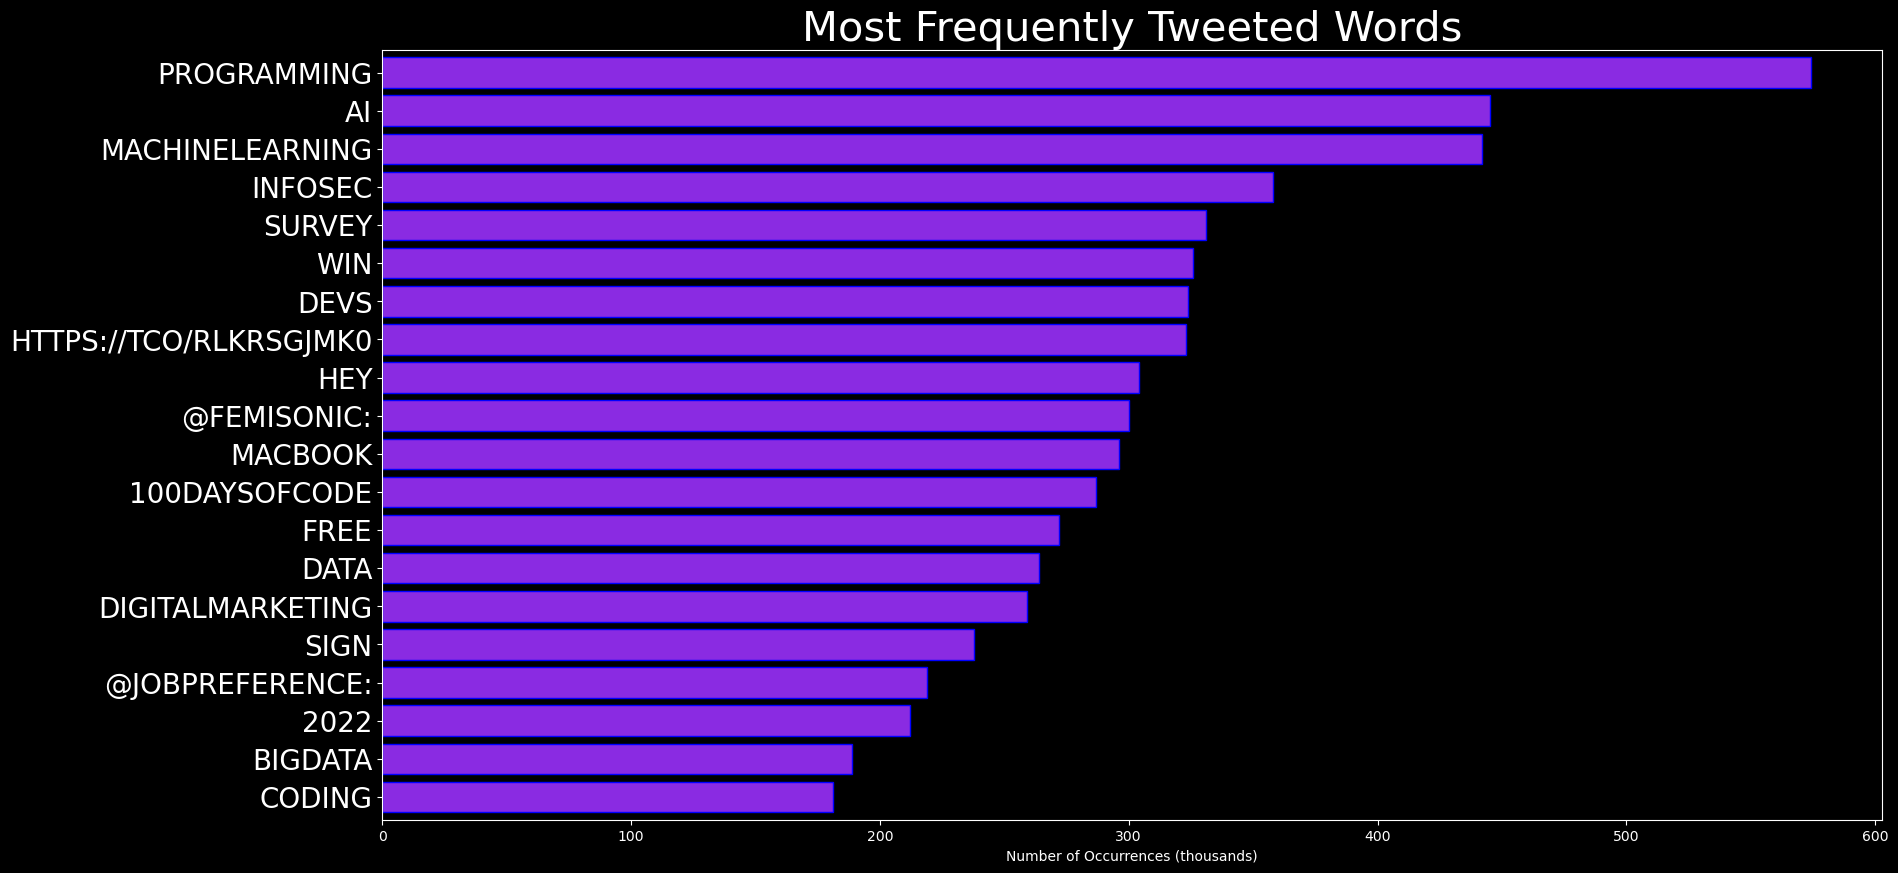 Most Frequently Tweeted Words
PROGRAMMING
AI
MACHINELEARNING
INFOSEC
SURVEY
WIN
DEVS
HTTPS://TCO/RLKRSGJMK0
HEY
@FEMISONIC:
MACBOOK
100DAYSOFCODE
FREE
DATA
DIGITALMARKETING
SIGN
@JOBPREFERENCE:
2022
BIGDATA
CODING
0 100 200 300 400 500 600
Number of Occurrences (thousands)